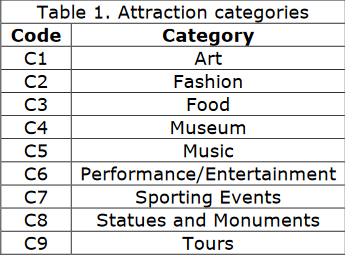 Table 1. Attraction categories
Code Category
C1 Art
C2 Fashion
C3 Food
C4 Museum
C5 Music
C6 Performance/Entertainment
C7 Sporting Events
C8 Statues and Monuments
C9 Tours